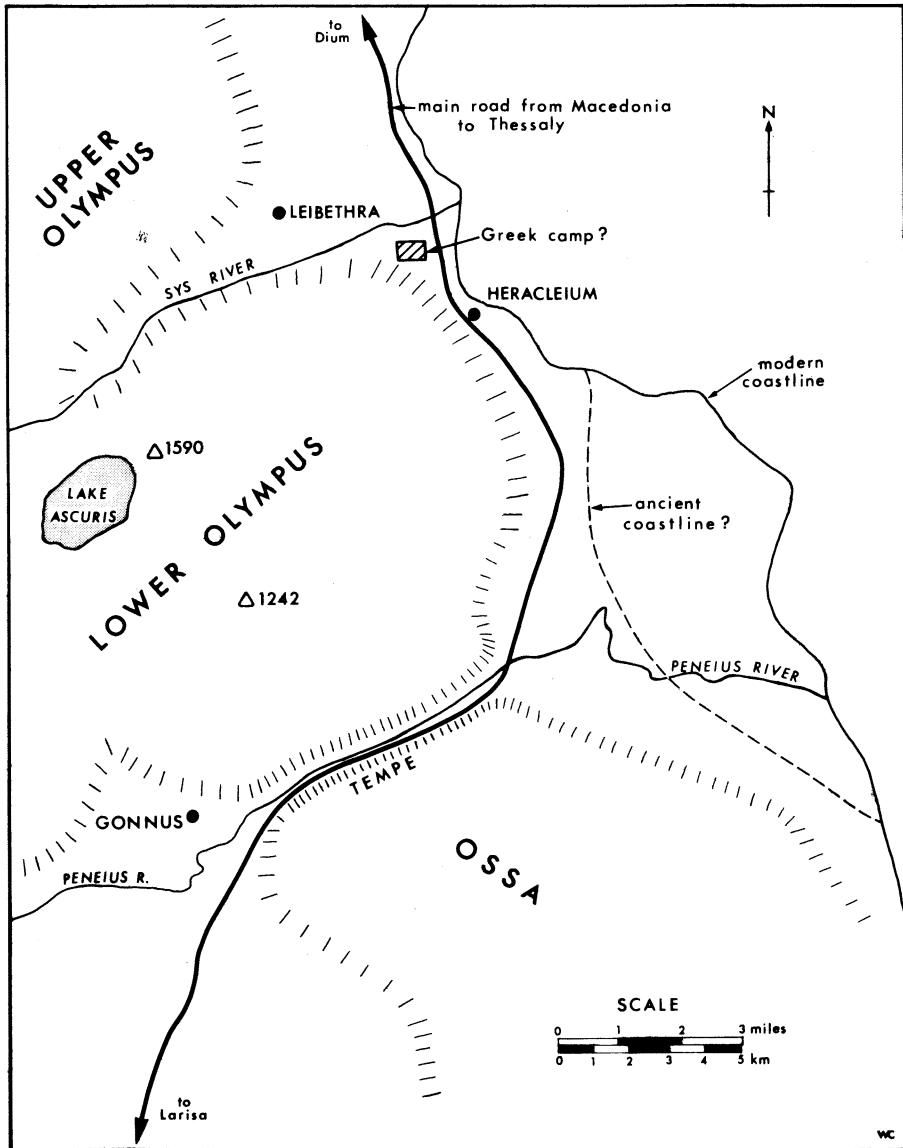 to
Dium
main road from Macedonia
to Thessaly
N
UPPER
OLYMPUS
LEIBETHRA
Greek camp?
SYS RIVER
HERACLEIUM
modern
coastline
1590
LAKE
ASCURIS
LOWER OLYMPUS
ancient
coastline?
1242
PENEIUS RIVER
TEMPE
GONNUS
OSSA
PENEIUS R.
SCALE
0 1 2 3 miles
0 1 2 3 4 5 km
to
Larisa
WC